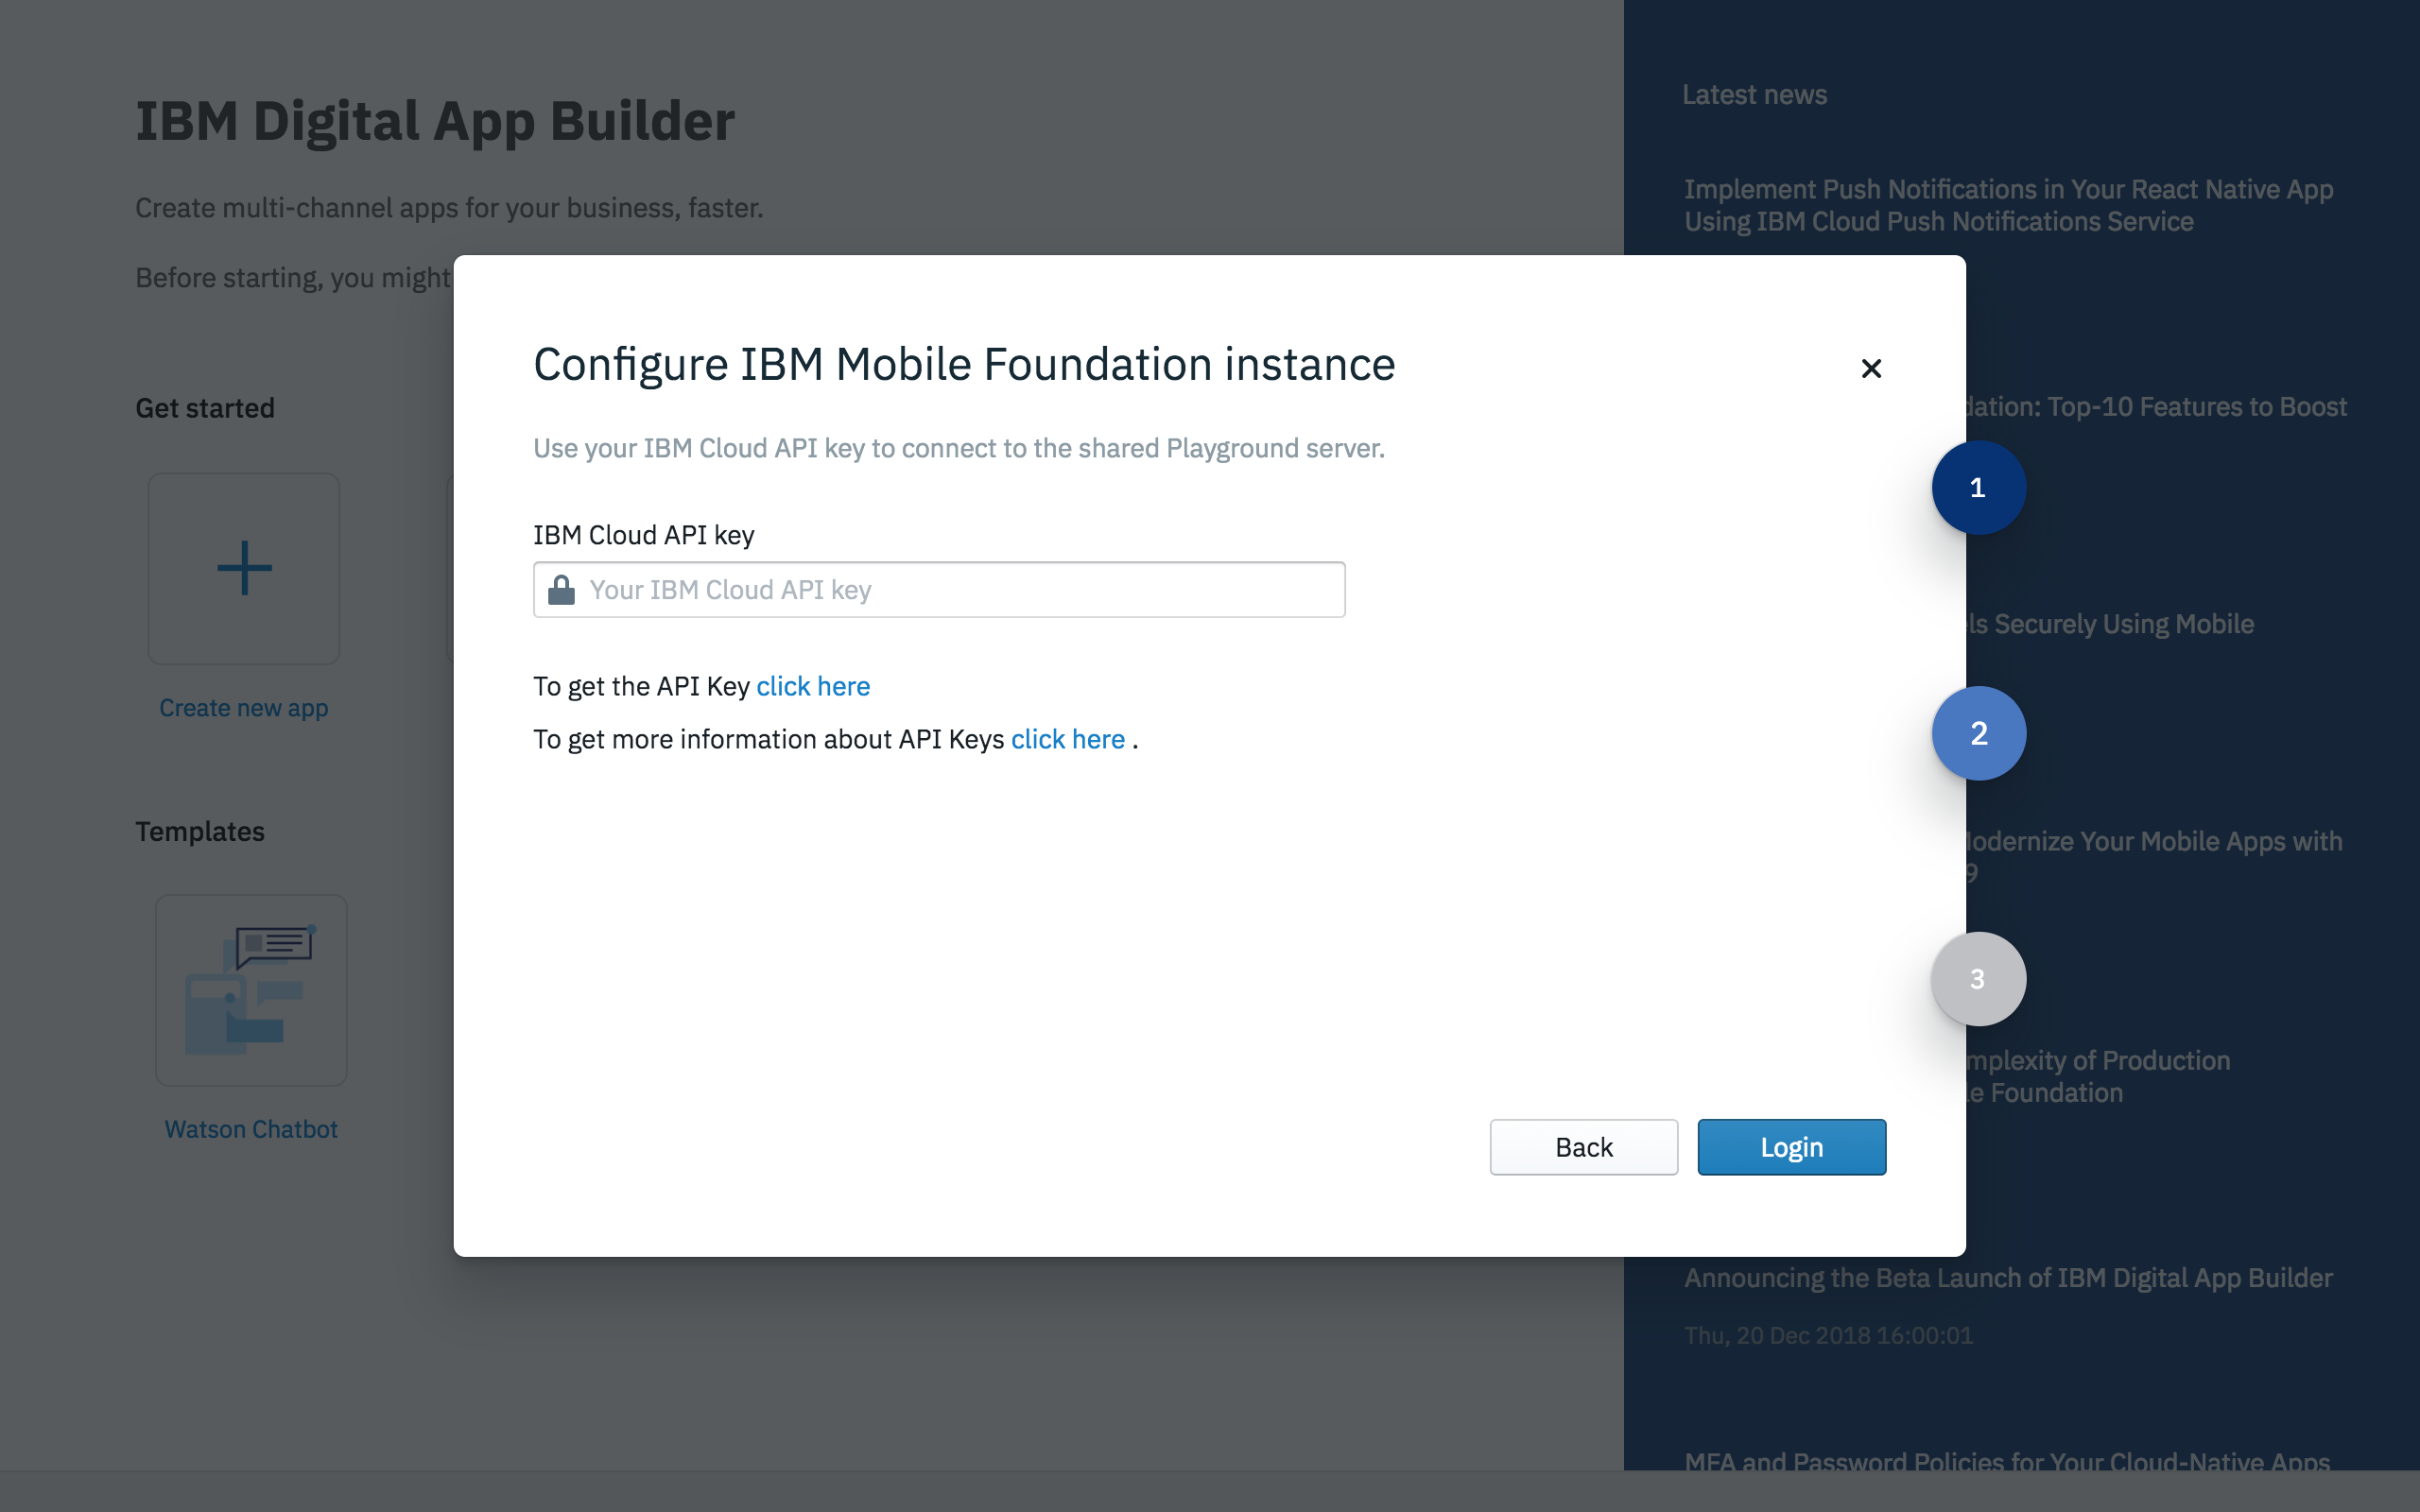 IBM Digital App Builder
Create multi-channel apps for your business, faster.
Before starting, you might
Get started
Create new app
Templates
Watson Chatbot
Configure IBM Mobile Foundation instance
Use your IBM Cloud API key to connect to the shared Playground server.
IBM Cloud API key
Your IBM Cloud API key
To get the API Key click here
To get more information about API Keys click here .
Back
Login
1
2
3
Latest news
Implement Push Notifications in Your React Native App
Using IBM Cloud Push Notifications Service
dation: Top-10 Features to Boost
ls Securely Using Mobile
odernize Your Mobile Apps with
9
mplexity of Production
le Foundation
Announcing the Beta Launch of IBM Digital App Builder
Thu, 20 Dec 2018 16:00:01
MFA and Password Policies for Your Cloud-Native Apps